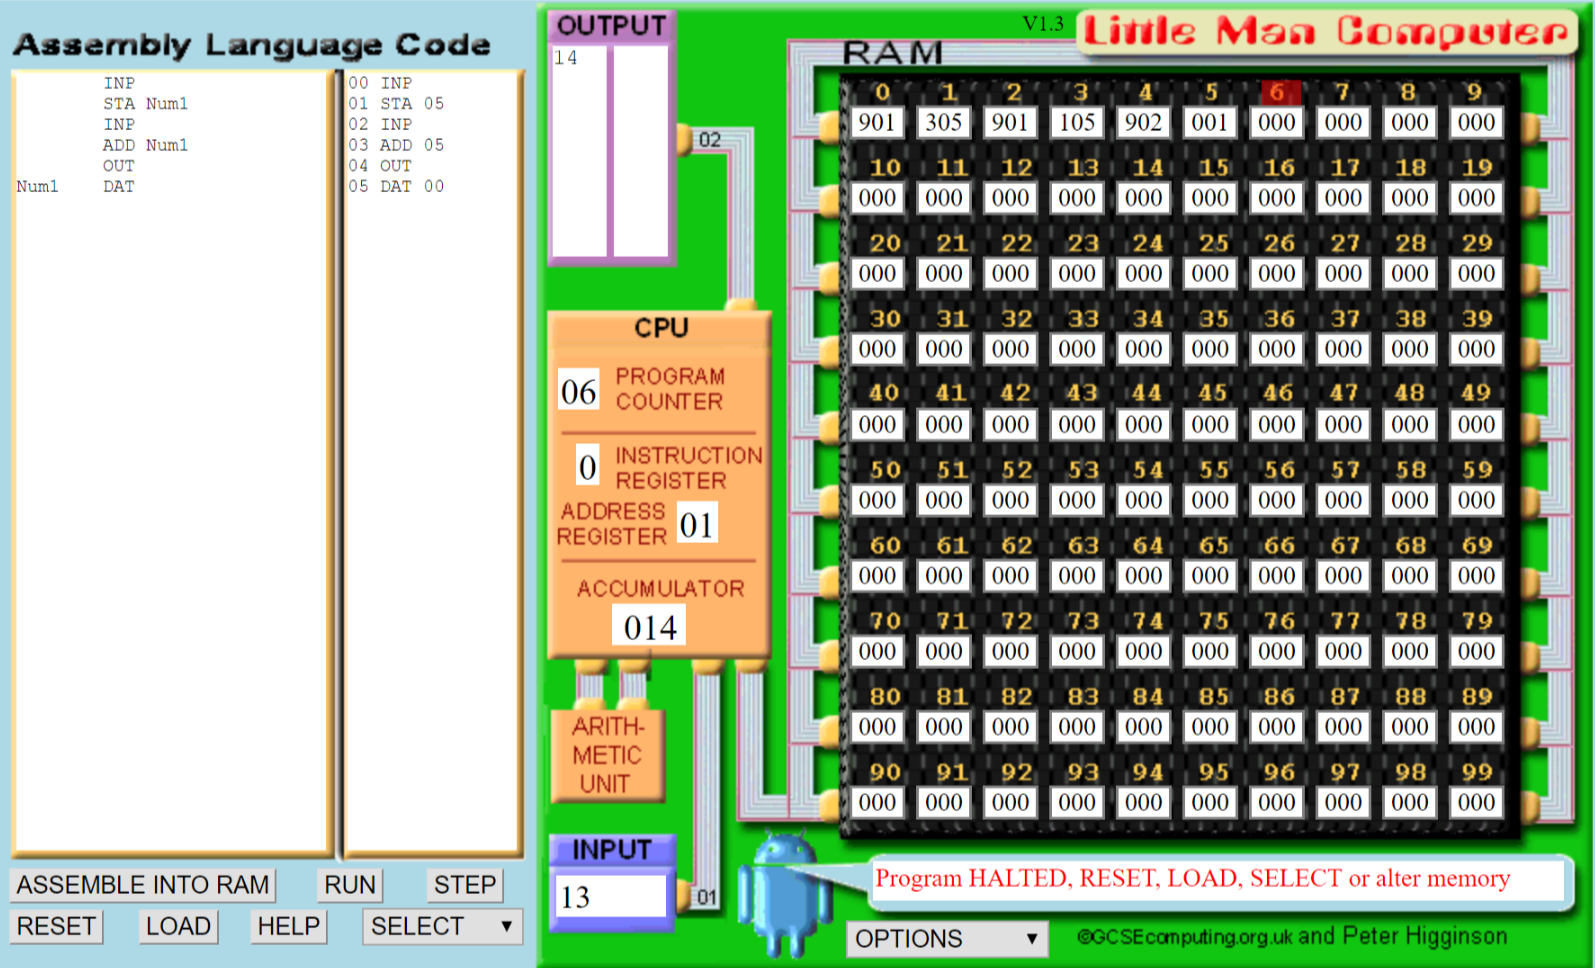 Assembly Language Code
INP
STA Num1
INP
ADD Num1
OUT
Num1 DAT
00 INP
01 STA 05
02 INP
03 ADD 05
04 OUT
05 DAT 00
ASSEMBLE INTO RAM RUN STEP
RESET LOAD HELP SELECT
OUTPUT
14
02
CPU
06 PROGRAM COUNTER
0 INSTRUCTION REGISTER
ADDRESS REGISTER 01
ACCUMULATOR
014
ARITH-
METIC
UNIT
INPUT
13
01
V1.3
Little Man Computer
RAM
0 1 2 3 4 5 6 7 8 9
901 305 901 105 902 001 000 000 000 000
10 11 12 13 14 15 16 17 18 19
000 000 000 000 000 000 000 000 000 000
20 21 22 23 24 25 26 27 28 29
000 000 000 000 000 000 000 000 000 000
30 31 32 33 34 35 36 37 38 39
000 000 000 000 000 000 000 000 000 000
40 41 42 43 44 45 46 47 48 49
000 000 000 000 000 000 000 000 000 000
50 51 52 53 54 55 56 57 58 59
000 000 000 000 000 000 000 000 000 000
60 61 62 63 64 65 66 67 68 69
000 000 000 000 000 000 000 000 000 000
70 71 72 73 74 75 76 77 78 79
000 000 000 000 000 000 000 000 000 000
80 81 82 83 84 85 86 87 88 89
000 000 000 000 000 000 000 000 000 000
90 91 92 93 94 95 96 97 98 99
000 000 000 000 000 000 000 000 000 000
Program HALTED, RESET, LOAD, SELECT or alter memory
OPTIONS
©GCSEcomputing.org.uk and Peter Higginson